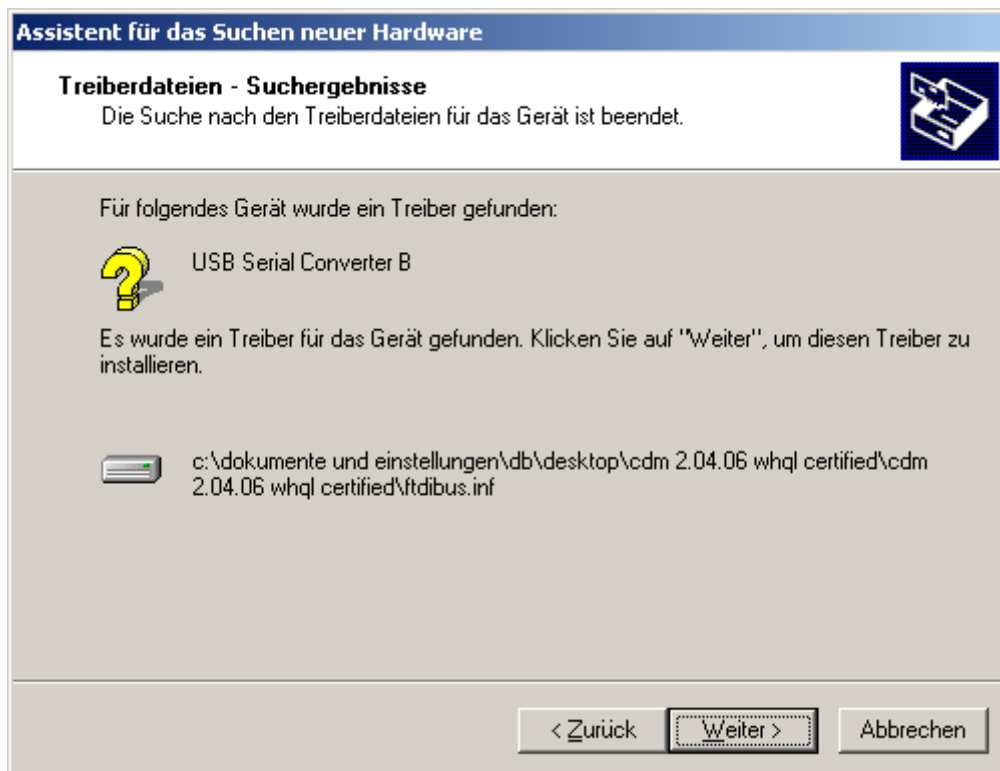 Assistent für das Suchen neuer Hardware
Treiberdateien - Suchergebnisse
Die Suche nach den Treiberdateien für das Gerät ist beendet.
Für folgendes Gerät wurde ein Treiber gefunden:
USB Serial Converter B
Es wurde ein Treiber für das Gerät gefunden. Klicken Sie auf "Weiter", um diesen Treiber zu
installieren.
c:\dokumente und einstellungen\db\desktop\cdm 2.04.06 whql certified\cdm
2.04.06 whql certified\ftdibus.inf
< Zurück Weiter > Abbrechen